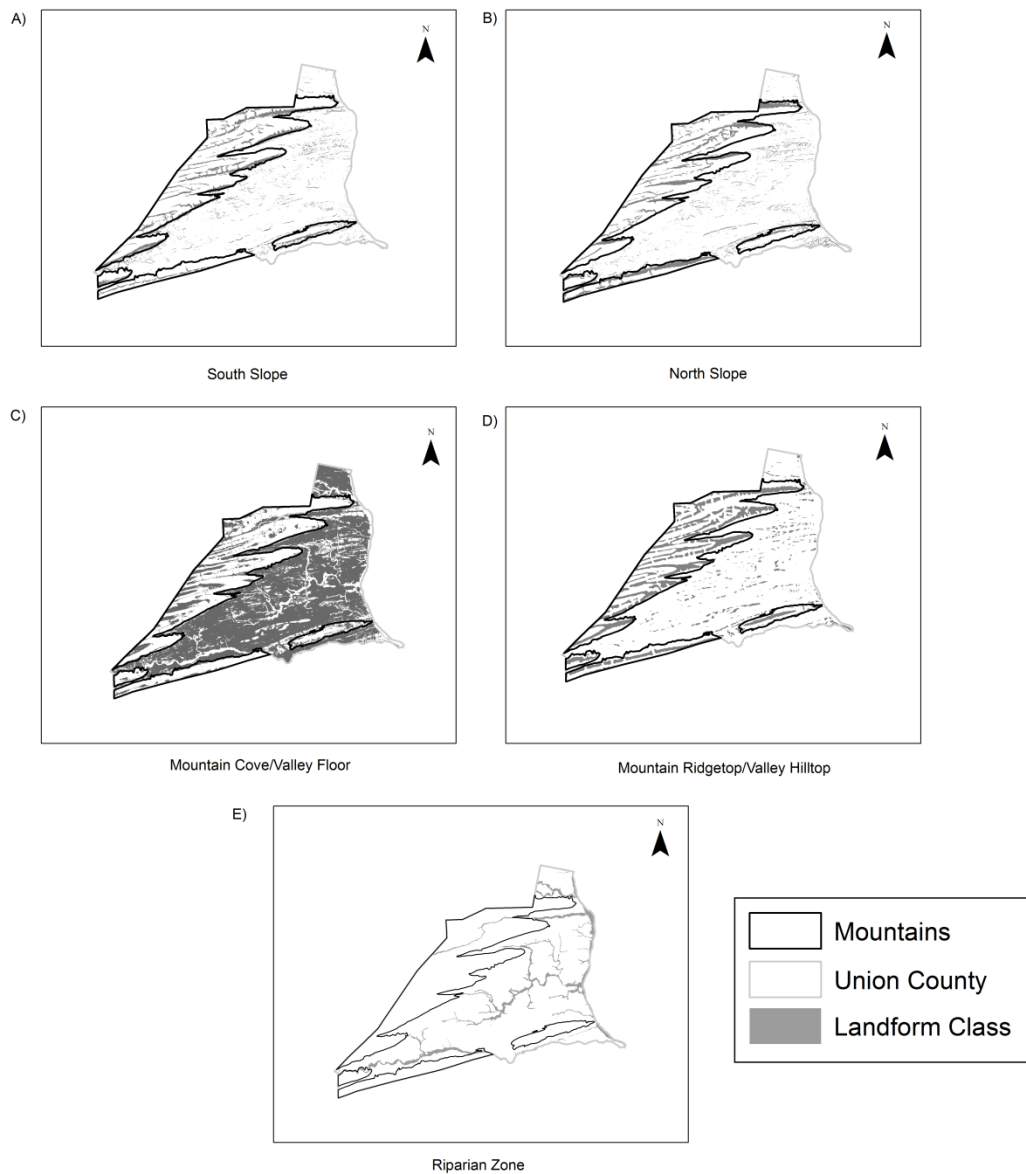 A)
N
South Slope
B)
N
North Slope
C)
N
Mountain Cove/Valley Floor
D)
N
Mountain Ridgetop/Valley Hilltop
E)
N
Riparian Zone
Mountains
Union County
Landform Class